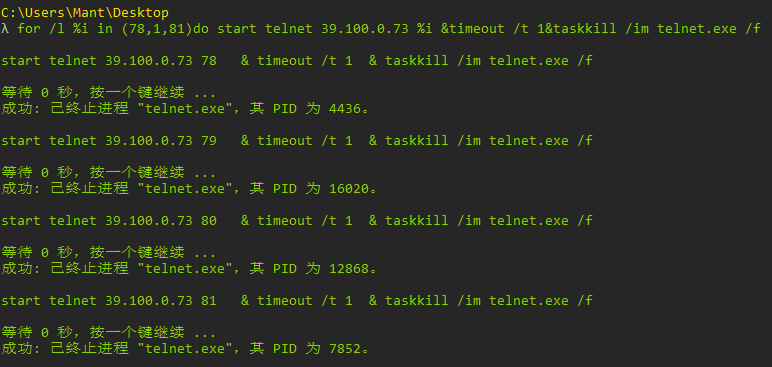 C:\Users\Mant\Desktop
λ for /l %i in (78,1,81)do start telnet 39.100.0.73 %i &timeout /t 1&taskkill /im telnet.exe /f
start telnet 39.100.0.73 78   & timeout /t 1  & taskkill /im telnet.exe /f
等待 0 秒，按一个键继续 ...
成功: 已终止进程 "telnet.exe"，其 PID 为 4436。
start telnet 39.100.0.73 79   & timeout /t 1  & taskkill /im telnet.exe /f
等待 0 秒，按一个键继续 ...
成功: 已终止进程 "telnet.exe"，其 PID 为 16020。
start telnet 39.100.0.73 80   & timeout /t 1  & taskkill /im telnet.exe /f
等待 0 秒，按一个键继续 ...
成功: 已终止进程 "telnet.exe"，其 PID 为 12868。
start telnet 39.100.0.73 81   & timeout /t 1  & taskkill /im telnet.exe /f
等待 0 秒，按一个键继续 ...
成功: 已终止进程 "telnet.exe"，其 PID 为 7852。